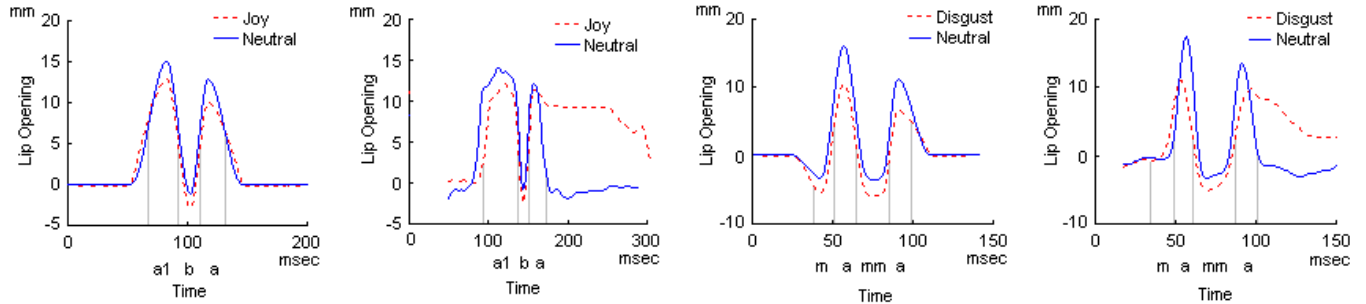 mm
20
15
10
5
0
-5
Lip Opening
Joy
Neutral
0 100 200
msec
a1 b a
Time
mm
20
15
10
5
0
-5
Lip Opening
Joy
Neutral
0 100 200 300
msec
a1 b a
Time
mm
20
10
0
-10
Lip Opening
Disgust
Neutral
0 50 100 150
msec
m a mm a
Time
mm
20
10
0
-10
Lip Opening
Disgust
Neutral
0 50 100 150
msec
m a mm a
Time